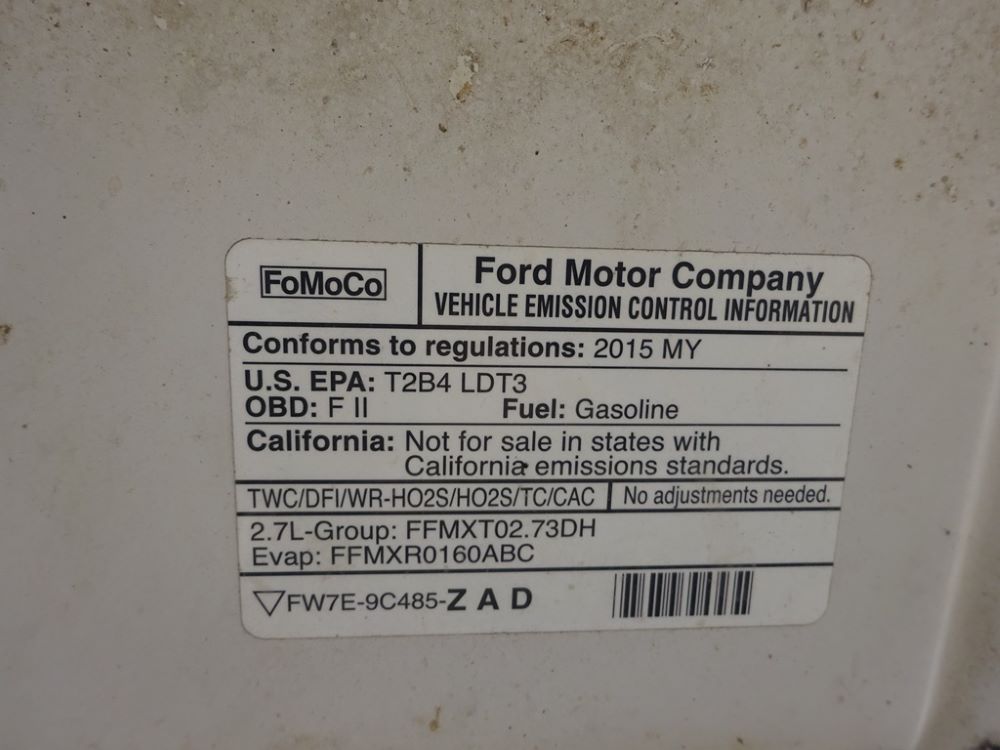 FoMoCo
Ford Motor Company
VEHICLE EMISSION CONTROL INFORMATION
Conforms to regulations: 2015 MY
U.S. EPA: T2B4 LDT3
OBD: F II Fuel: Gasoline
California: Not for sale in states with
California emissions standards.
TWC/DFI/WR-HO2S/HO2S/TC/CAC No adjustments needed.
2.7L-Group: FFMXT02.73DH
Evap: FFMXR0160ABC
FW7E-9C485-Z A D